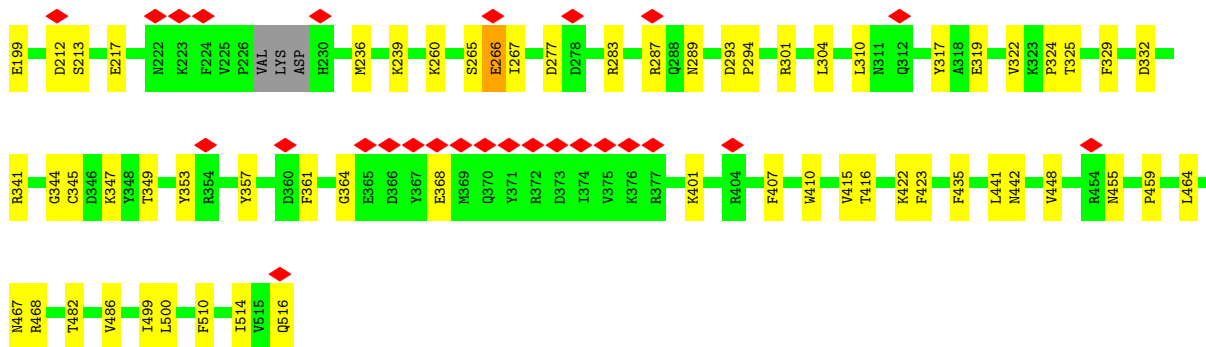 E199 D212 S213 E217 N222 K223 F224 V225 P226 VAL LYS ASP H230 M236 K239 K260 S265 E266 I267 D277 D278 R283 R287 Q288 N289 D293 P294 R301 L304 L310 N311 Q312 Y317 A318 E319 V322 K323 P324 T325 F329 D332
R341 G344 C345 D346 K347 Y348 T349 Y353 R354 Y357 D360 F361 G364 E365 D366 Y367 E368 M369 Q370 Y371 R372 D373 I374 V375 K376 R377 K401 R404 F407 W410 V415 T416 K422 F423 F435 L441 N442 V448 R454 N455 P459 L464
N467 R468 T482 V486 I499 L500 F510 I514 V515 Q516